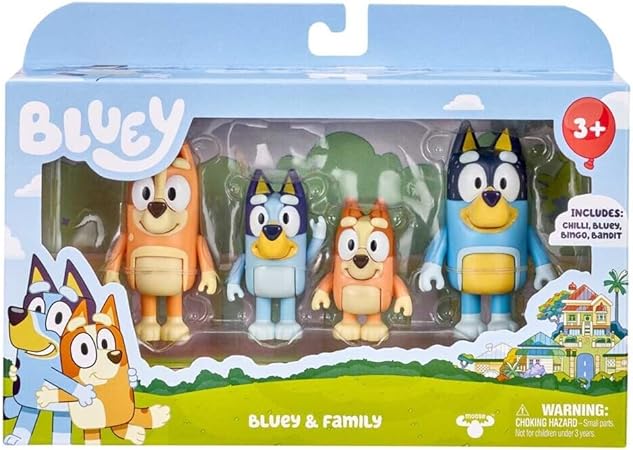 BLUEY
3+
INCLUDES:
CHILLI, BLUEY,
BINGO, BANDIT
BLUEY & FAMILY
moose
WARNING:
CHOKING HAZARD–Small parts.
Not for children under 3 years.